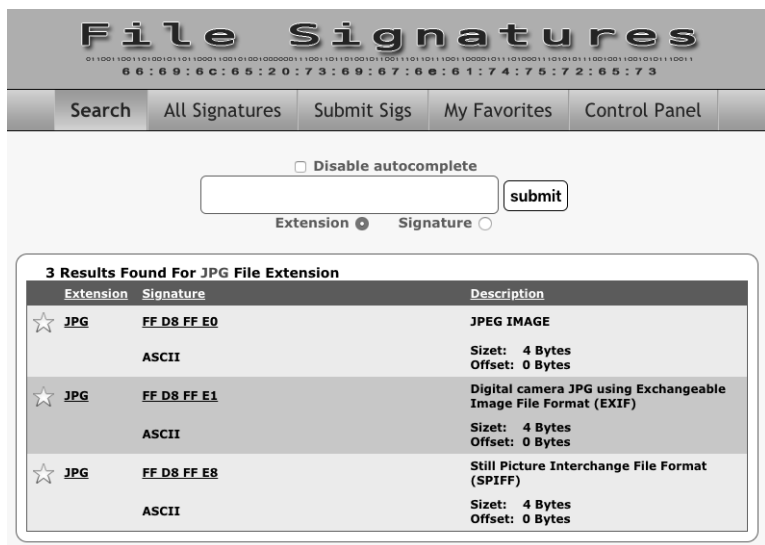 File Signatures
66:69:6c:65:20:73:69:67:6e:61:74:75:72:65:73
Search All Signatures Submit Sigs My Favorites Control Panel
Disable autocomplete
submit
Extension Signature
3 Results Found For JPG File Extension
Extension Signature Description
JPG FF D8 FF E0 JPEG IMAGE
ASCII Sizet: 4 Bytes
Offset: 0 Bytes
JPG FF D8 FF E1 Digital camera JPG using Exchangeable
Image File Format (EXIF)
ASCII Sizet: 4 Bytes
Offset: 0 Bytes
JPG FF D8 FF E8 Still Picture Interchange File Format
(SPIFF)
ASCII Sizet: 4 Bytes
Offset: 0 Bytes